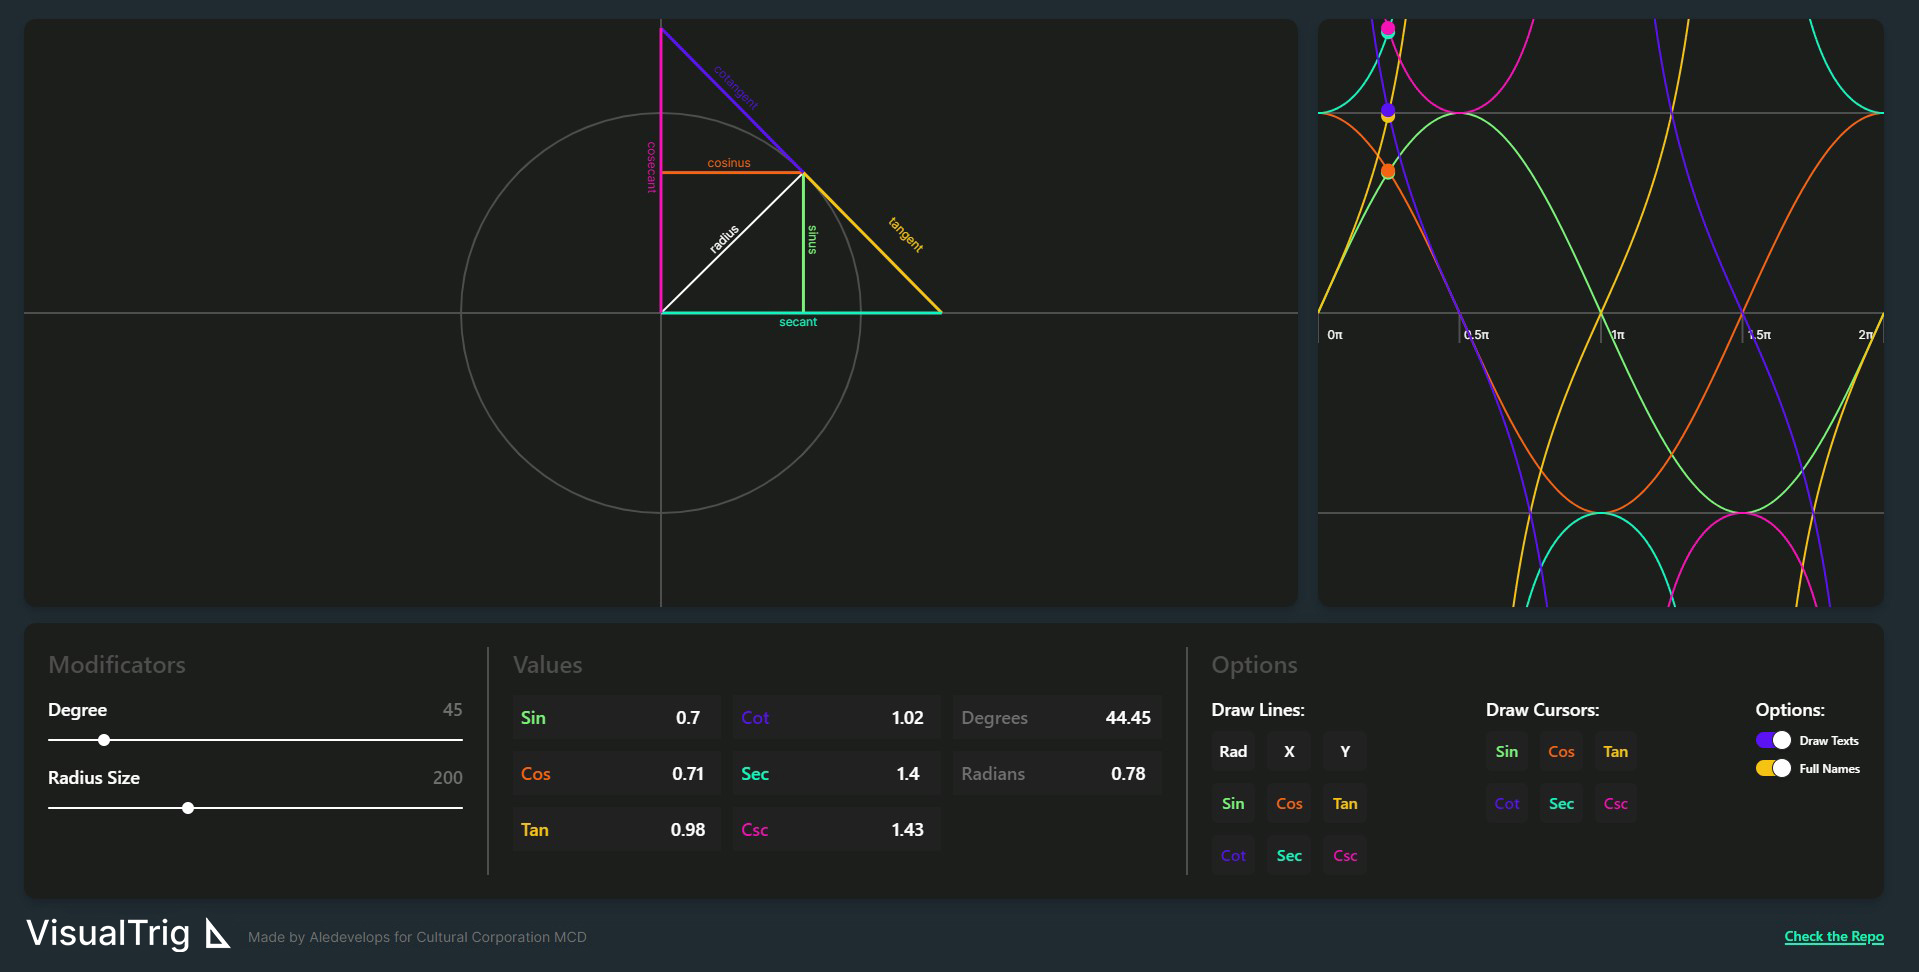 cotangent
cosinus
cosecant
radius
sinus
tangent
secant
0π 0.5π 1π 1.5π 2π
Modificators
Degree 45
Radius Size 200
Values
Sin 0.7 Cot 1.02 Degrees 44.45
Cos 0.71 Sec 1.4 Radians 0.78
Tan 0.98 Csc 1.43
Options
Draw Lines:
Rad X Y
Sin Cos Tan
Cot Sec Csc
Draw Cursors:
Sin Cos Tan
Cot Sec Csc
Options:
Draw Texts
Full Names
VisualTrig
Made by Aledevelops for Cultural Corporation MCD
Check the Repo